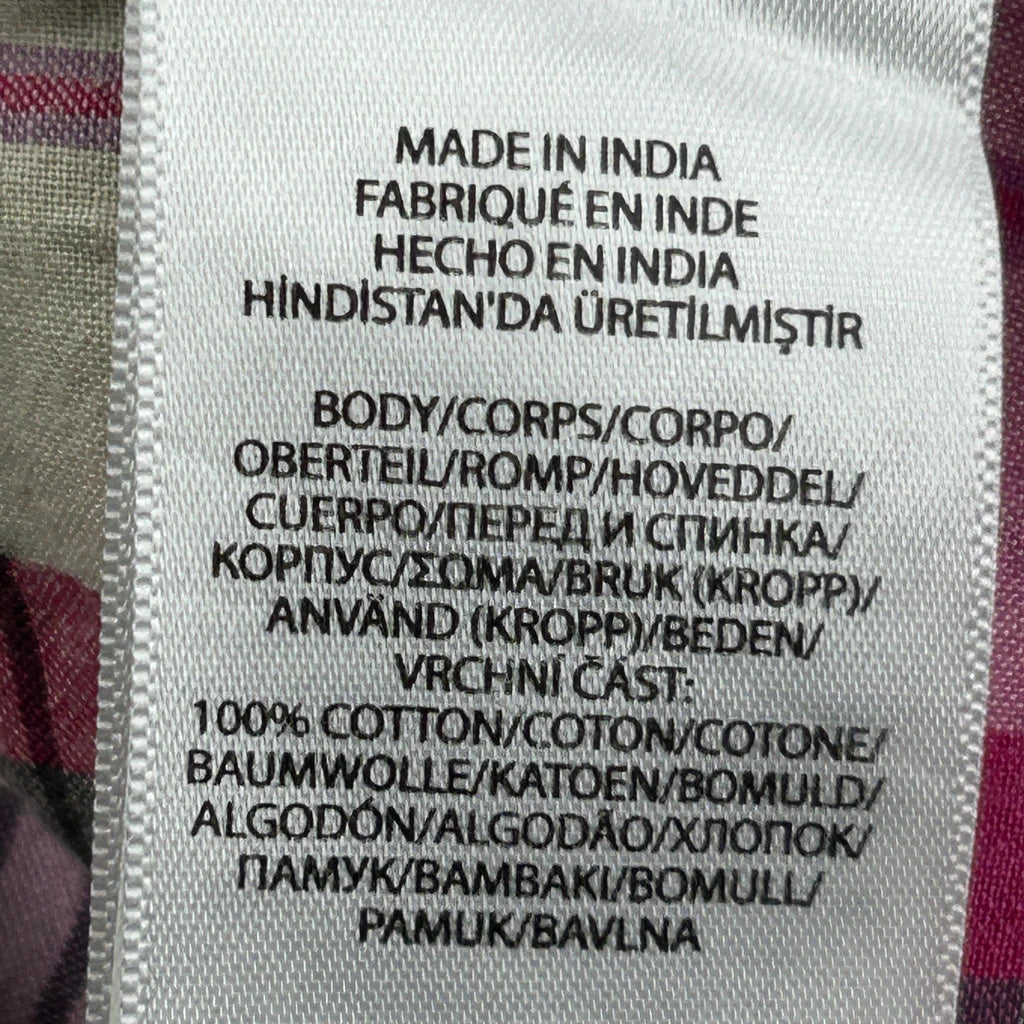 MADE IN INDIA
FABRIQUÉ EN INDE
HECHO EN INDIA
HİNDİSTAN'DA ÜRETİLMİŞTİR
BODY/CORPS/CORPO/
OBERTEIL/ROMP/HOVEDDEL/
CUERPO/ПЕРЕД И СПИНКА/
КОРПУС/ΣΩΜΑ/BRUK (KROPP)/
ANVÄND (KROPP)/BEDEN/
VRCHNÍ ČÁST:
100% COTTON/COTON/COTONE/
BAUMWOLLE/KATOEN/BOMULD/
ALGODÓN/ALGODÃO/ХЛОПОК/
ПАМУК/BAMBAKI/BOMULL/
PAMUK/BAVLNA